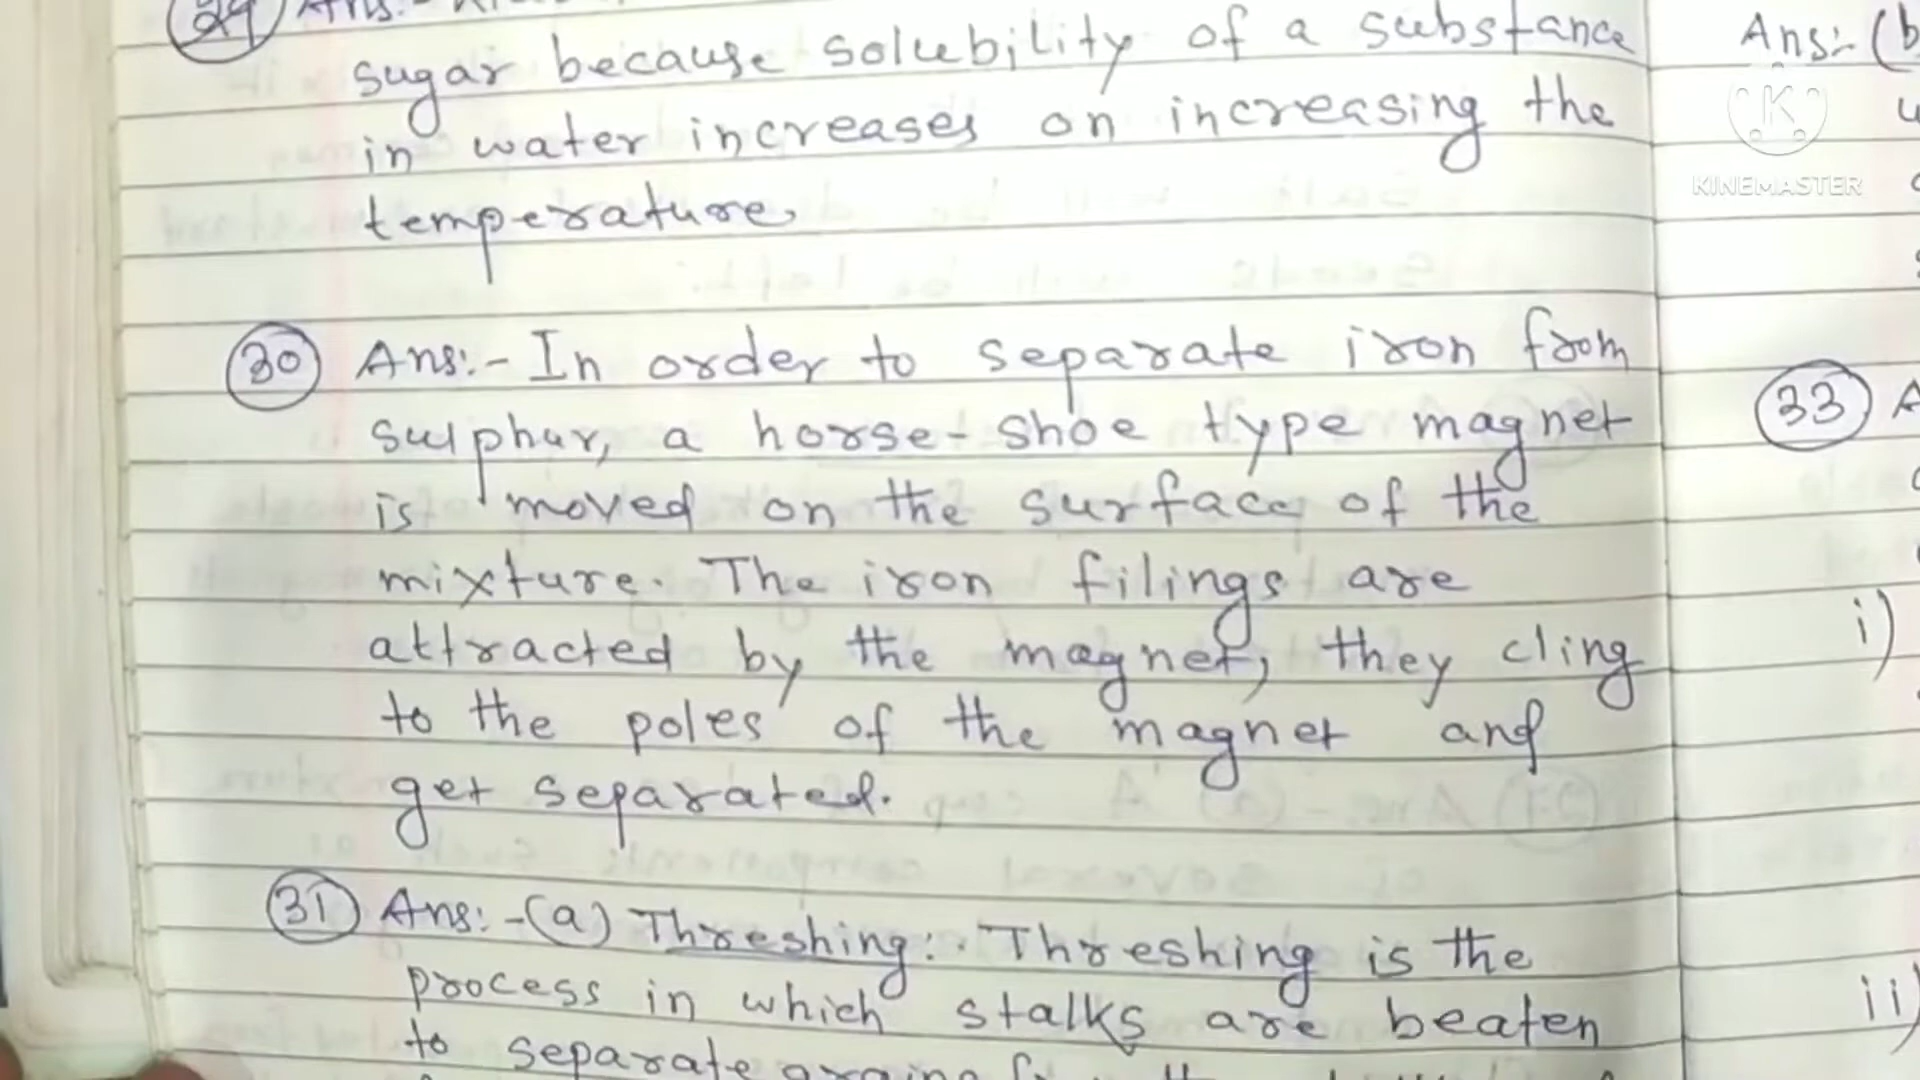 29 Ans:-
sugar because solubility of a substance
in water increases on increasing the
temperature.
30 Ans:- In order to separate iron from
sulphur, a horse-shoe type magnet
is moved on the surface of the
mixture. The iron filings are
attracted by the magnet, they cling
to the poles of the magnet and
get separated.
31 Ans:-(a) Threshing:- Threshing is the
process in which stalks are beaten
to separate grains
Ans:- (b
33 A
i)
ii)
K
KINEMASTER